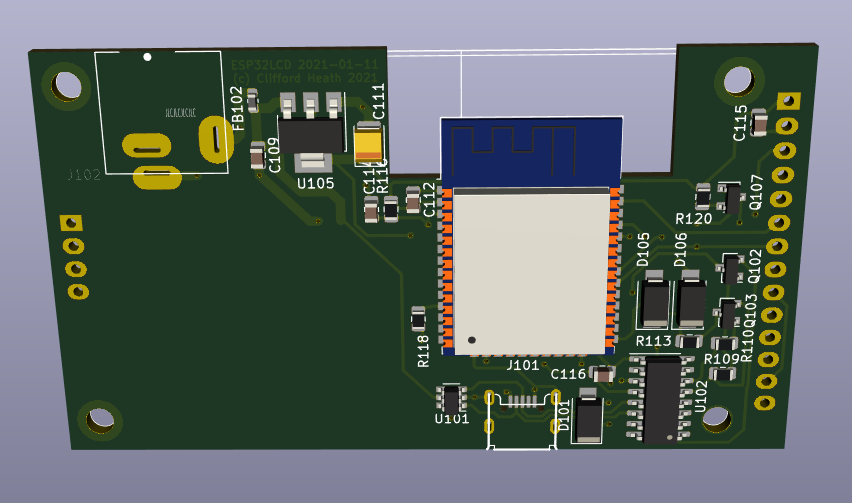 ESP32LCD 2021-01-11
(c) Clifford Heath 2021
FB102
C111
C115
C109
J102
U105
R116
C112
Q107
R120
D105
D106
Q102
Q103
R118
R113
R110
R109
J101
C116
U102
U101
D101